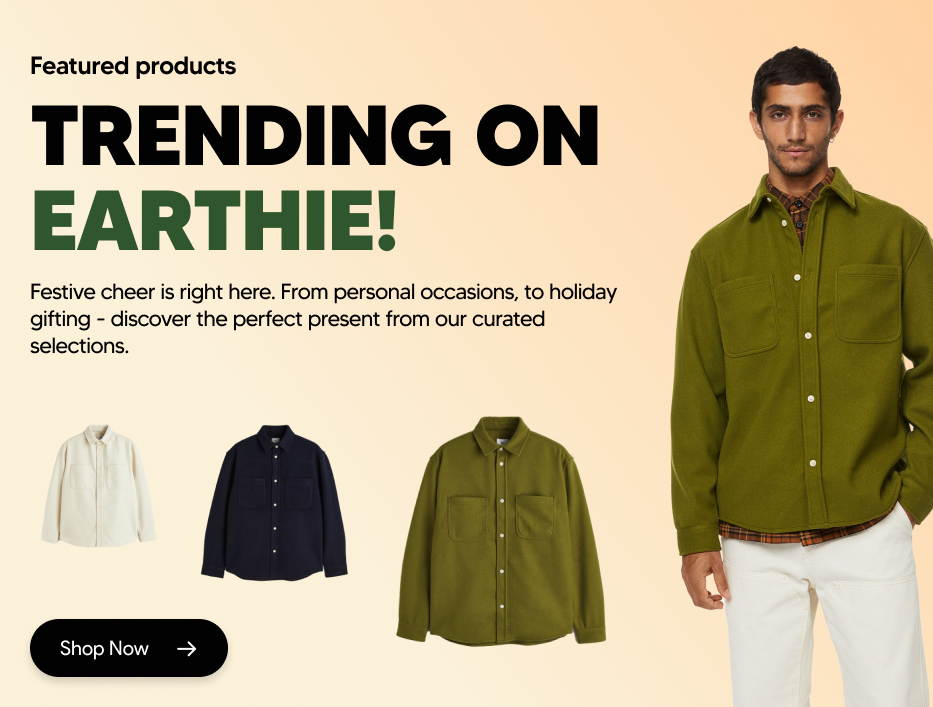 Featured products
TRENDING ON
EARTHIE!
Festive cheer is right here. From personal occasions, to holiday
gifting - discover the perfect present from our curated
selections.
Shop Now